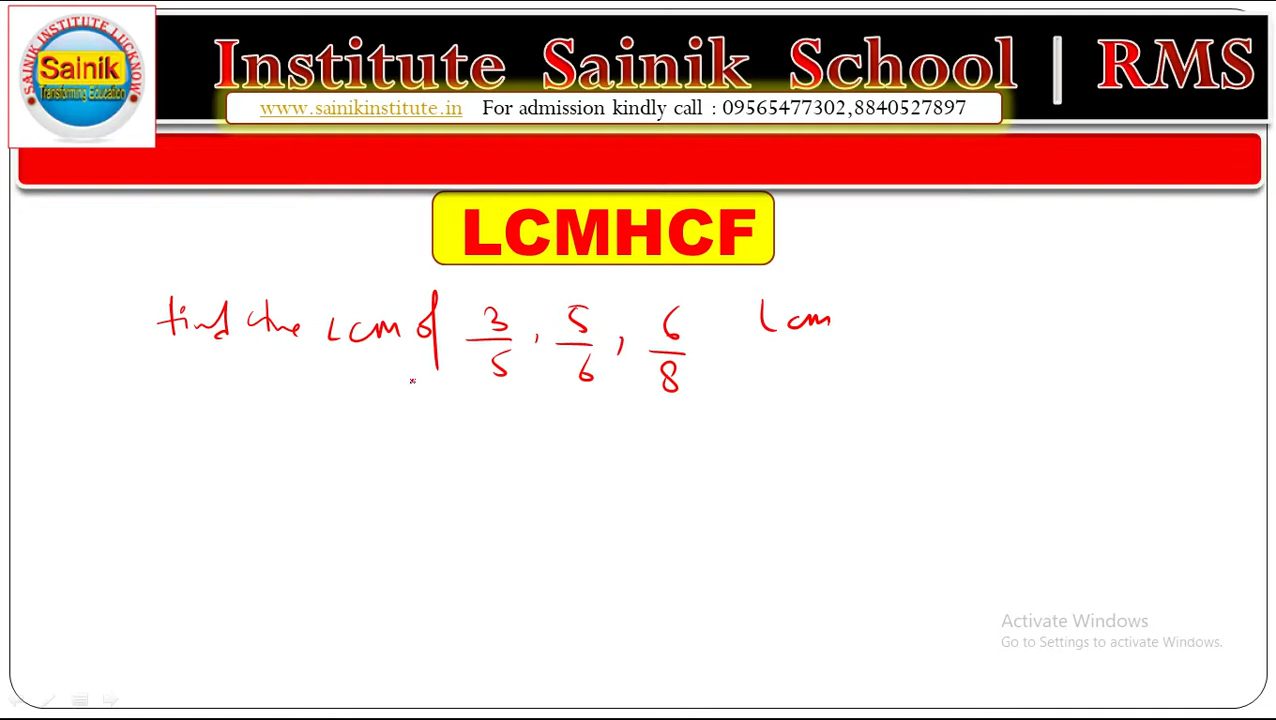 SAINIK INSTITUTE LUCKNOW
Sainik
Transforming Education
Institute Sainik School | RMS
www.sainikinstitute.in For admission kindly call : 09565477302,8840527897
LCMHCF
find the LCM of 3/5, 5/6, 6/8 Lcm
Activate Windows
Go to Settings to activate Windows.